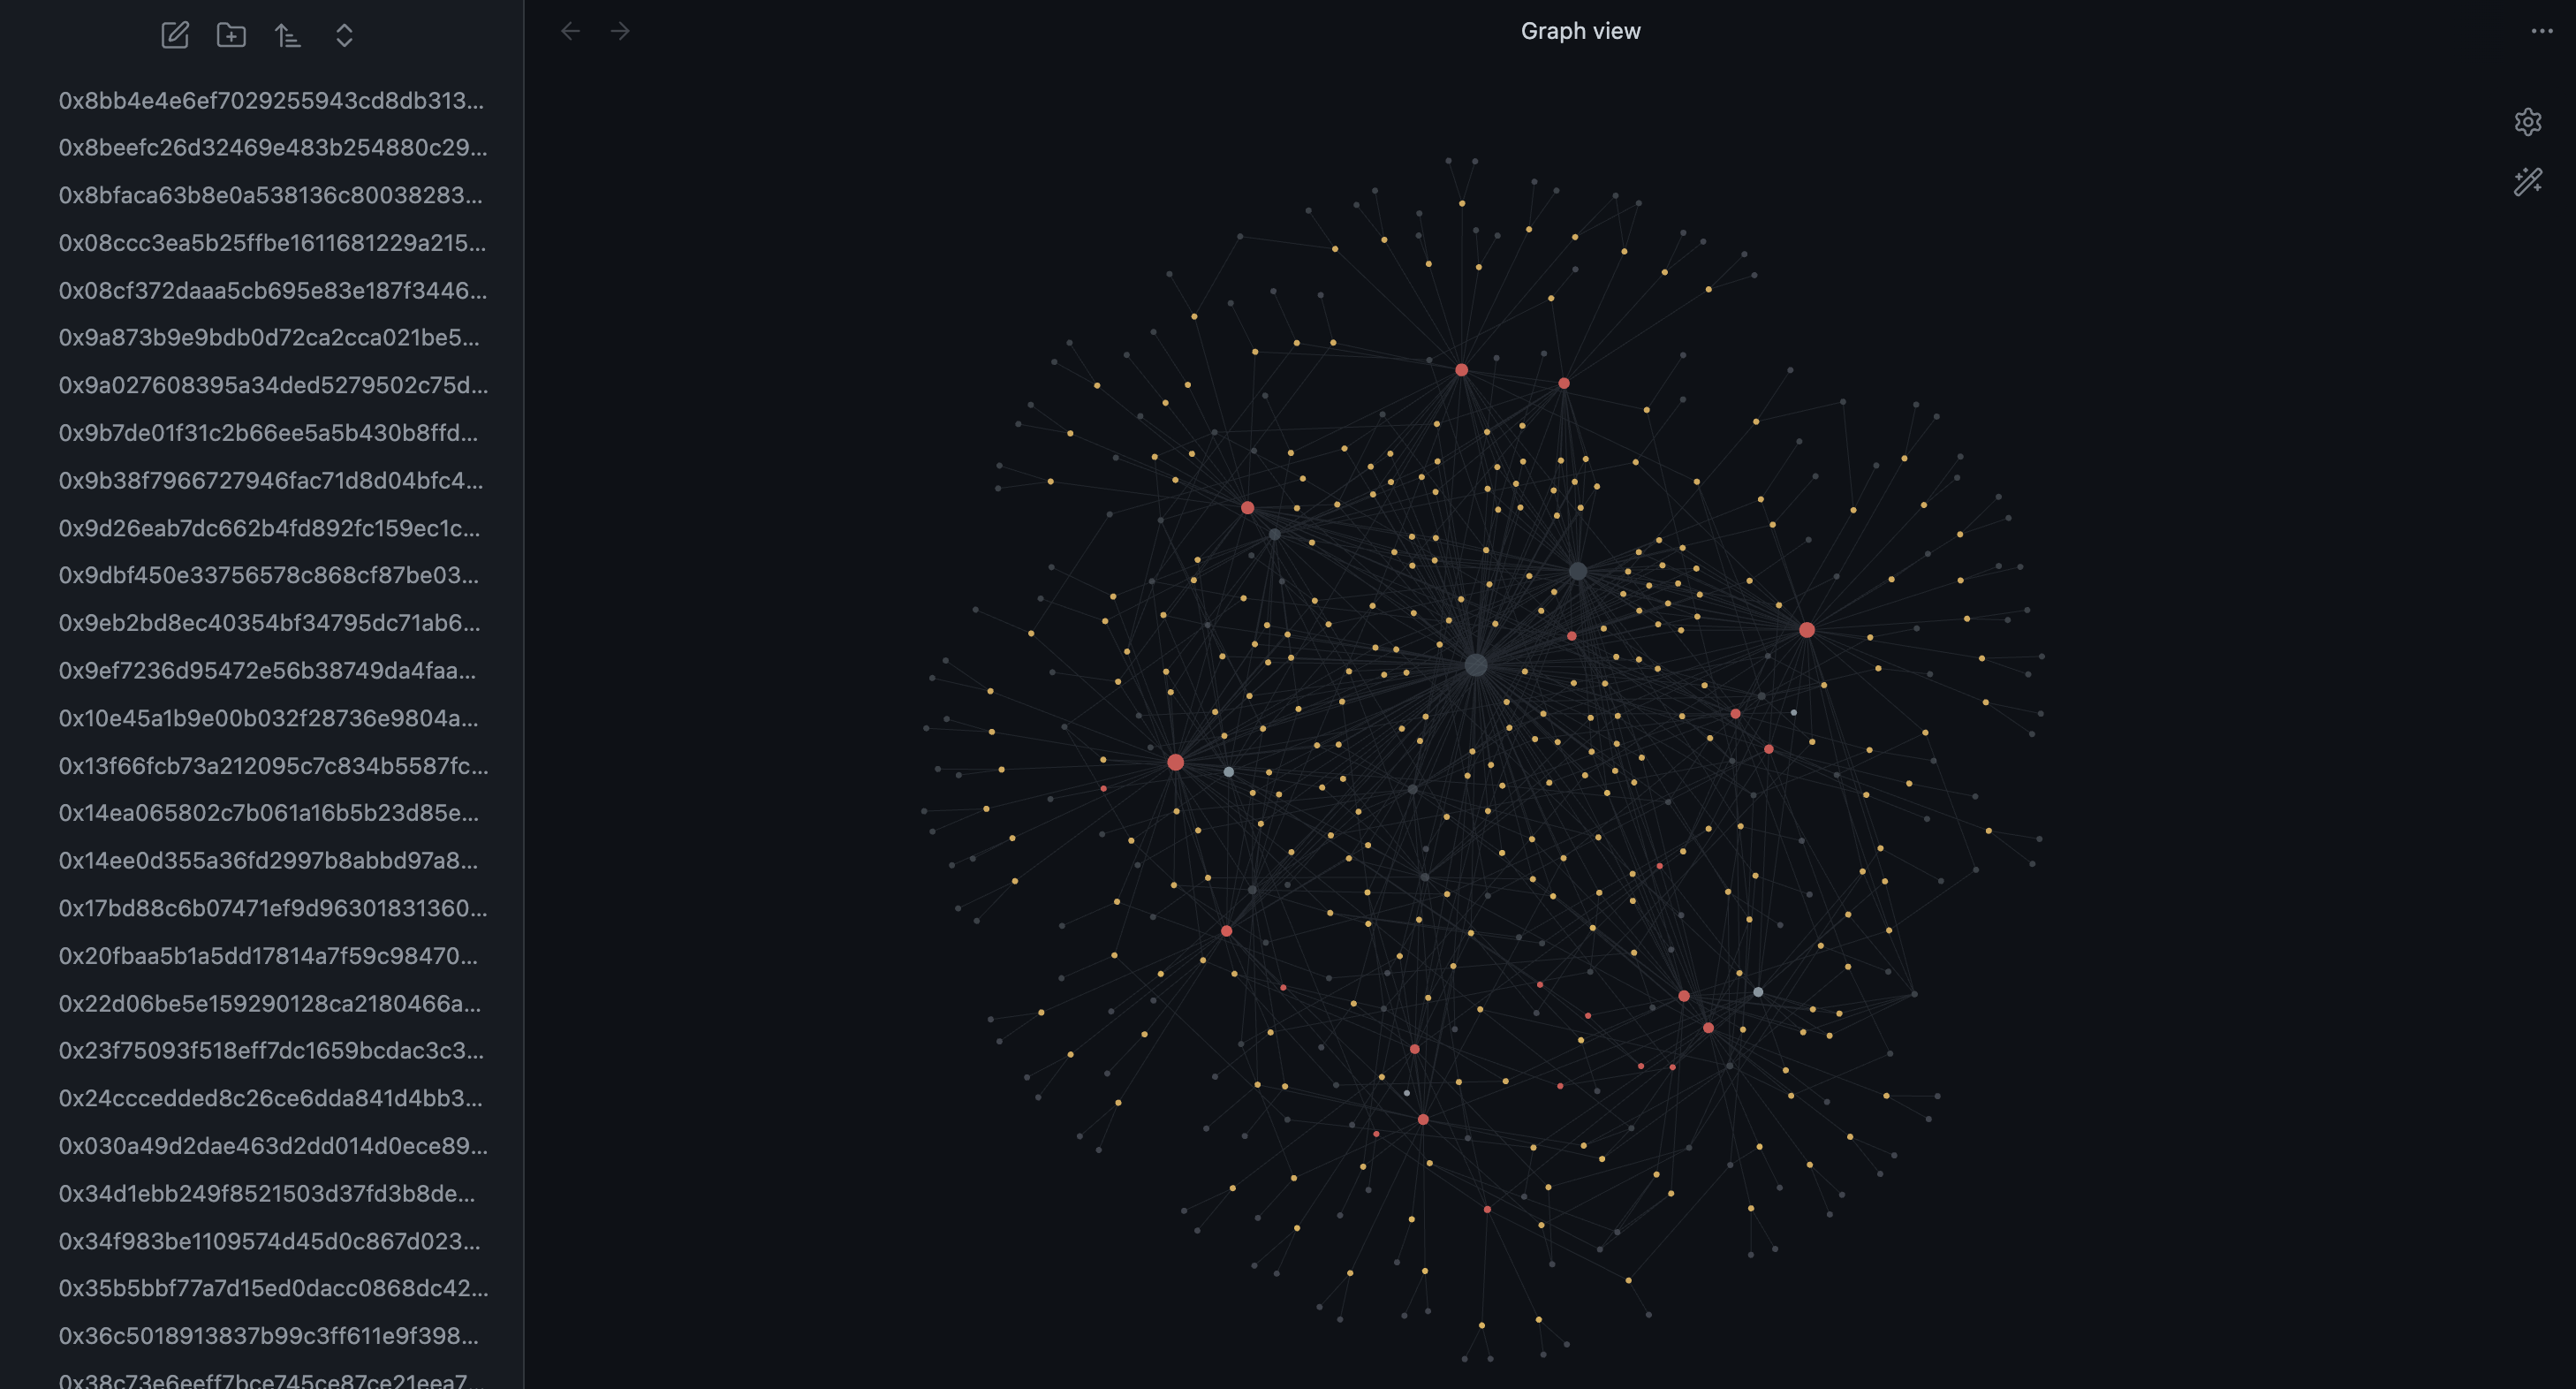 Graph view
0x8bb4e4e6ef7029255943cd8db313...
0x8beefc26d32469e483b254880c29...
0x8bfaca63b8e0a538136c80038283...
0x08ccc3ea5b25ffbe1611681229a215...
0x08cf372daaa5cb695e83e187f3446...
0x9a873b9e9bdb0d72ca2cca021be5...
0x9a027608395a34ded5279502c75d...
0x9b7de01f31c2b66ee5a5b430b8ffd...
0x9b38f7966727946fac71d8d04bfc4...
0x9d26eab7dc662b4fd892fc159ec1c...
0x9dbf450e33756578c868cf87be03...
0x9eb2bd8ec40354bf34795dc71ab6...
0x9ef7236d95472e56b38749da4faa...
0x10e45a1b9e00b032f28736e9804a...
0x13f66fcb73a212095c7c834b5587fc...
0x14ea065802c7b061a16b5b23d85e...
0x14ee0d355a36fd2997b8abbd97a8...
0x17bd88c6b07471ef9d96301831360...
0x20fbaa5b1a5dd17814a7f59c98470...
0x22d06be5e159290128ca2180466a...
0x23f75093f518eff7dc1659bcdac3c3...
0x24cccedded8c26ce6dda841d4bb3...
0x030a49d2dae463d2dd014d0ece89...
0x34d1ebb249f8521503d37fd3b8de...
0x34f983be1109574d45d0c867d023...
0x35b5bbf77a7d15ed0dacc0868dc42...
0x36c5018913837b99c3ff611e9f398...
0x38c73e6eeff7bce745ce87ce21eea7...